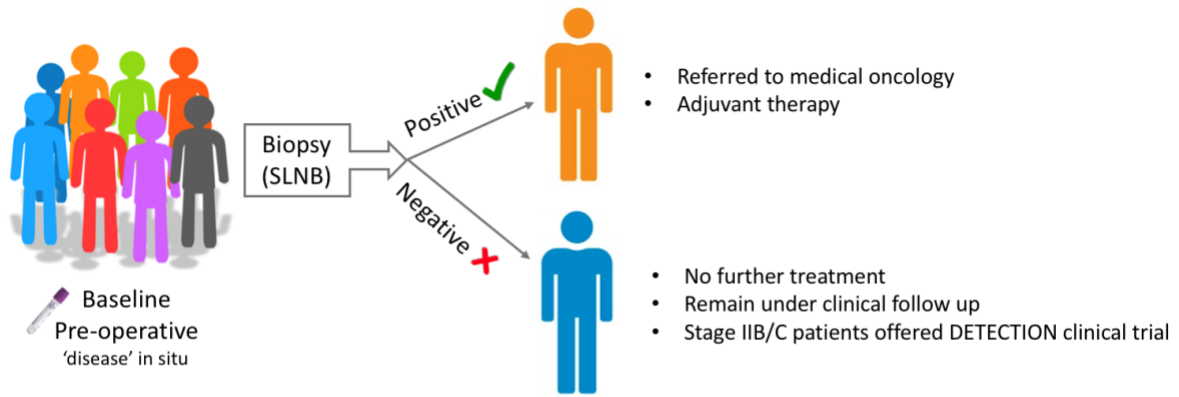 Baseline
Pre-operative
'disease' in situ
Biopsy
(SLNB)
Positive
Negative
• Referred to medical oncology
• Adjuvant therapy
• No further treatment
• Remain under clinical follow up
• Stage IIB/C patients offered DETECTION clinical trial